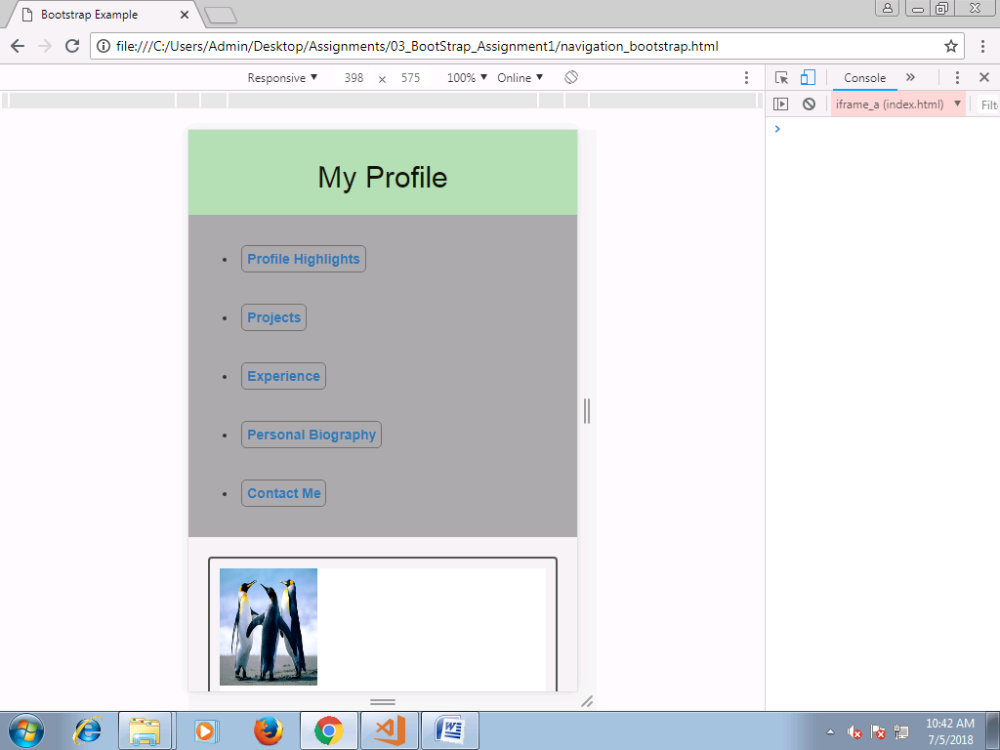 Bootstrap Example
file:///C:/Users/Admin/Desktop/Assignments/03_BootStrap_Assignment1/navigation_bootstrap.html
Responsive ▼ 398 x 575 100% ▼ Online ▼
Console »
iframe_a (index.html) ▼ Filt
My Profile
• Profile Highlights
• Projects
• Experience
• Personal Biography
• Contact Me
10:42 AM
7/5/2018